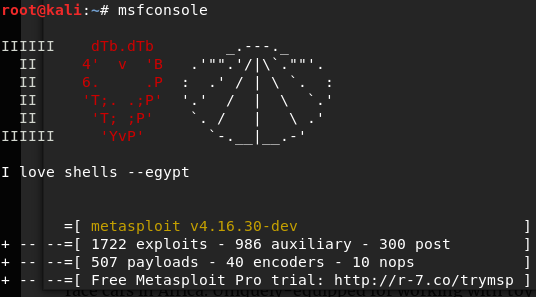 root@kali:~# msfconsole
IIIIII    dTb.dTb        _.---._
  II     4'  v  'B   .'"".'/|\`.""'.
  II     6.     .P  :  .' / | \ `.  :
  II     'T;. .;P'  '.'  /  |  \  `.'
  II      'T; ;P'    `. /   |   \ .'
IIIIII     'YvP'       `-.__|__.-'
I love shells --egypt
       =[ metasploit v4.16.30-dev                         ]
+ -- --=[ 1722 exploits - 986 auxiliary - 300 post        ]
+ -- --=[ 507 payloads - 40 encoders - 10 nops            ]
+ -- --=[ Free Metasploit Pro trial: http://r-7.co/trymsp ]